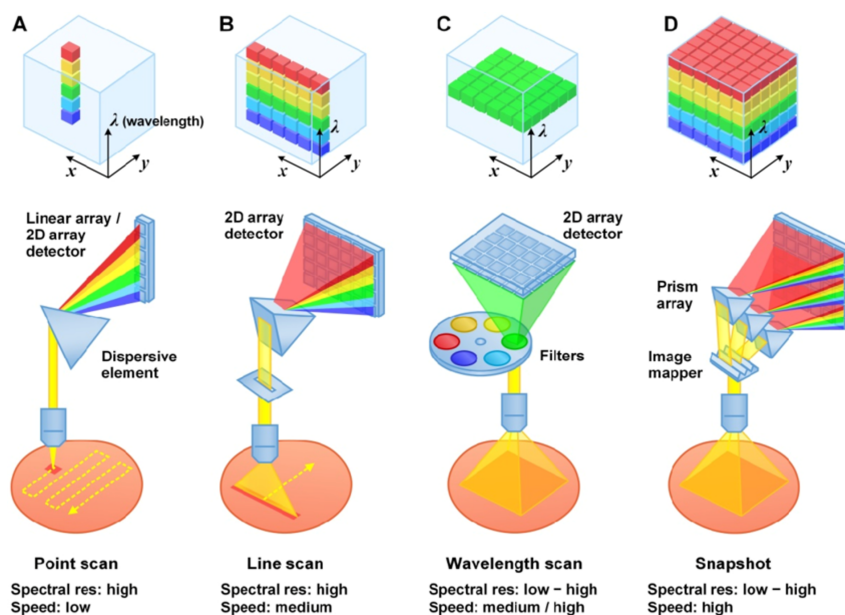 A
B
C
D
λ (wavelength)
x
y
λ
x
y
λ
x
y
λ
x
y
Linear array /
2D array
detector
Dispersive
element
2D array
detector
2D array
detector
Filters
Prism
array
Image
mapper
Point scan
Spectral res: high
Speed: low
Line scan
Spectral res: high
Speed: medium
Wavelength scan
Spectral res: low – high
Speed: medium / high
Snapshot
Spectral res: low – high
Speed: high